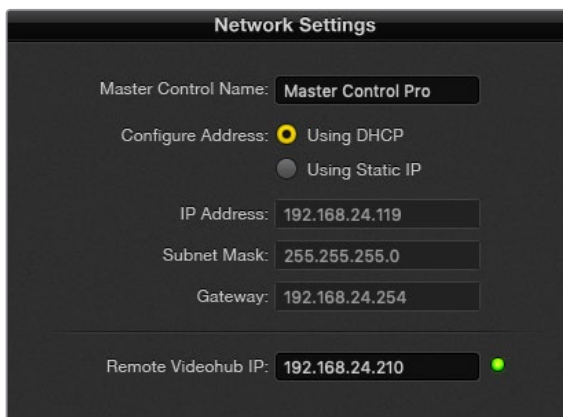 Network Settings
Master Control Name: Master Control Pro
Configure Address: Using DHCP
Using Static IP
IP Address: 192.168.24.119
Subnet Mask: 255.255.255.0
Gateway: 192.168.24.254
Remote Videohub IP: 192.168.24.210